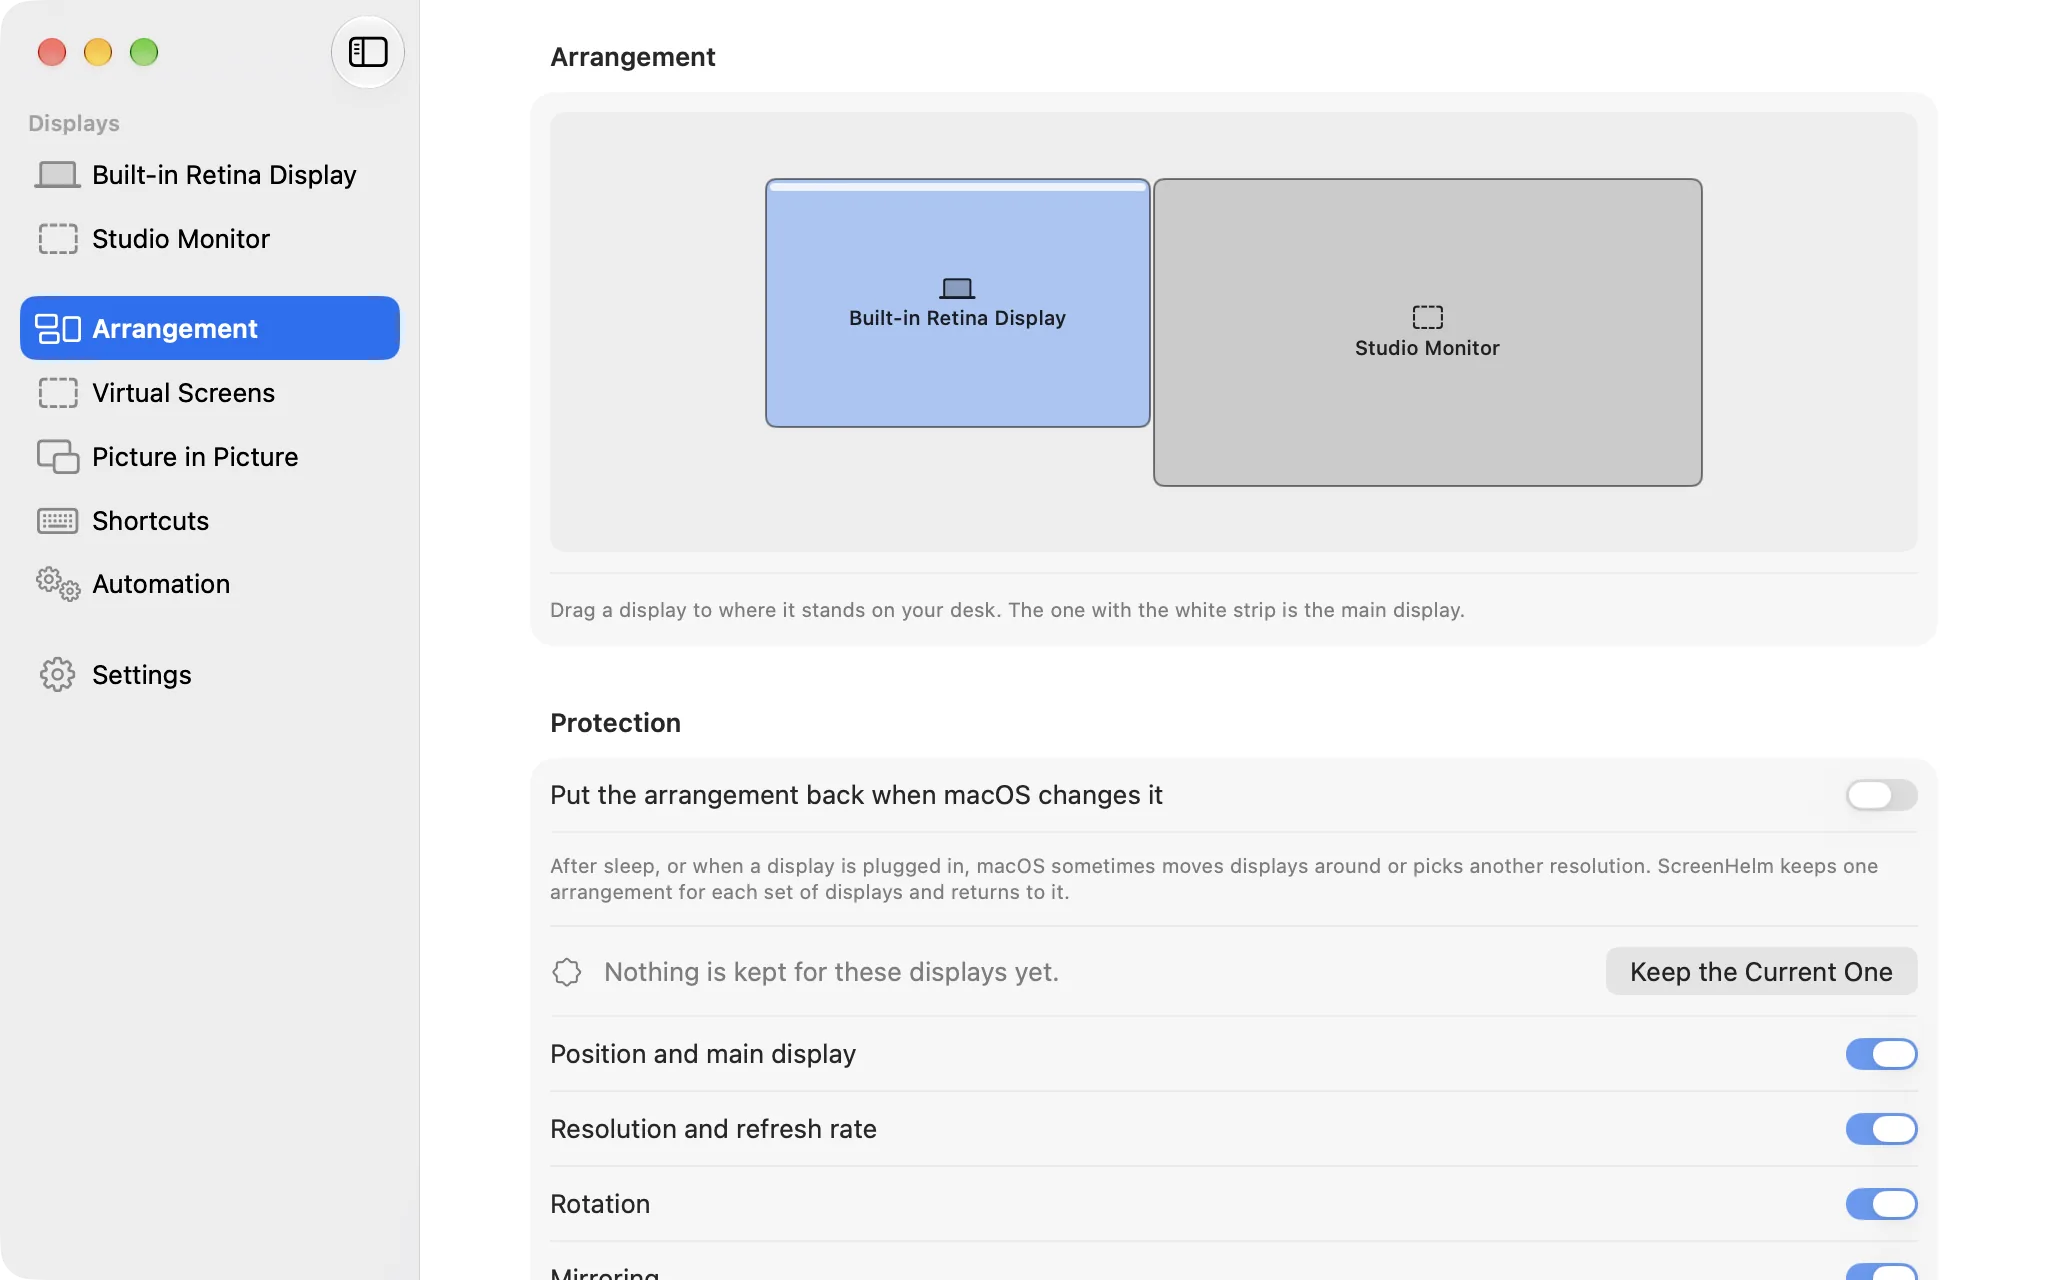 Displays
Built-in Retina Display
Studio Monitor
Arrangement
Virtual Screens
Picture in Picture
Shortcuts
Automation
Settings
Arrangement
Built-in Retina Display
Studio Monitor
Drag a display to where it stands on your desk. The one with the white strip is the main display.
Protection
Put the arrangement back when macOS changes it
After sleep, or when a display is plugged in, macOS sometimes moves displays around or picks another resolution. ScreenHelm keeps one
arrangement for each set of displays and returns to it.
Nothing is kept for these displays yet.
Keep the Current One
Position and main display
Resolution and refresh rate
Rotation
Mirroring